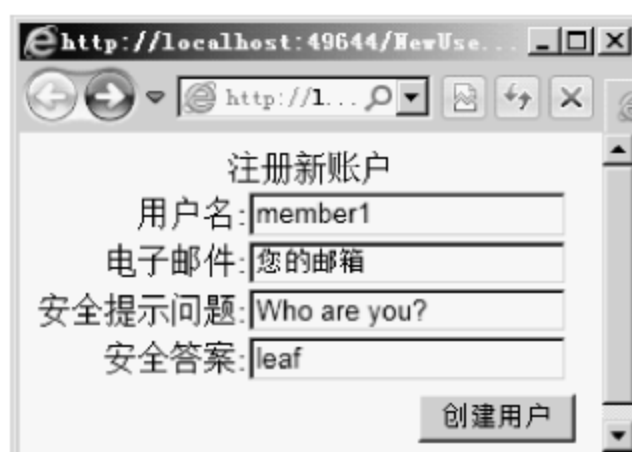 http://localhost:49644/NewUse...
http://l...
注册新账户
用户名:member1
电子邮件:您的邮箱
安全提示问题:Who are you?
安全答案:leaf
创建用户